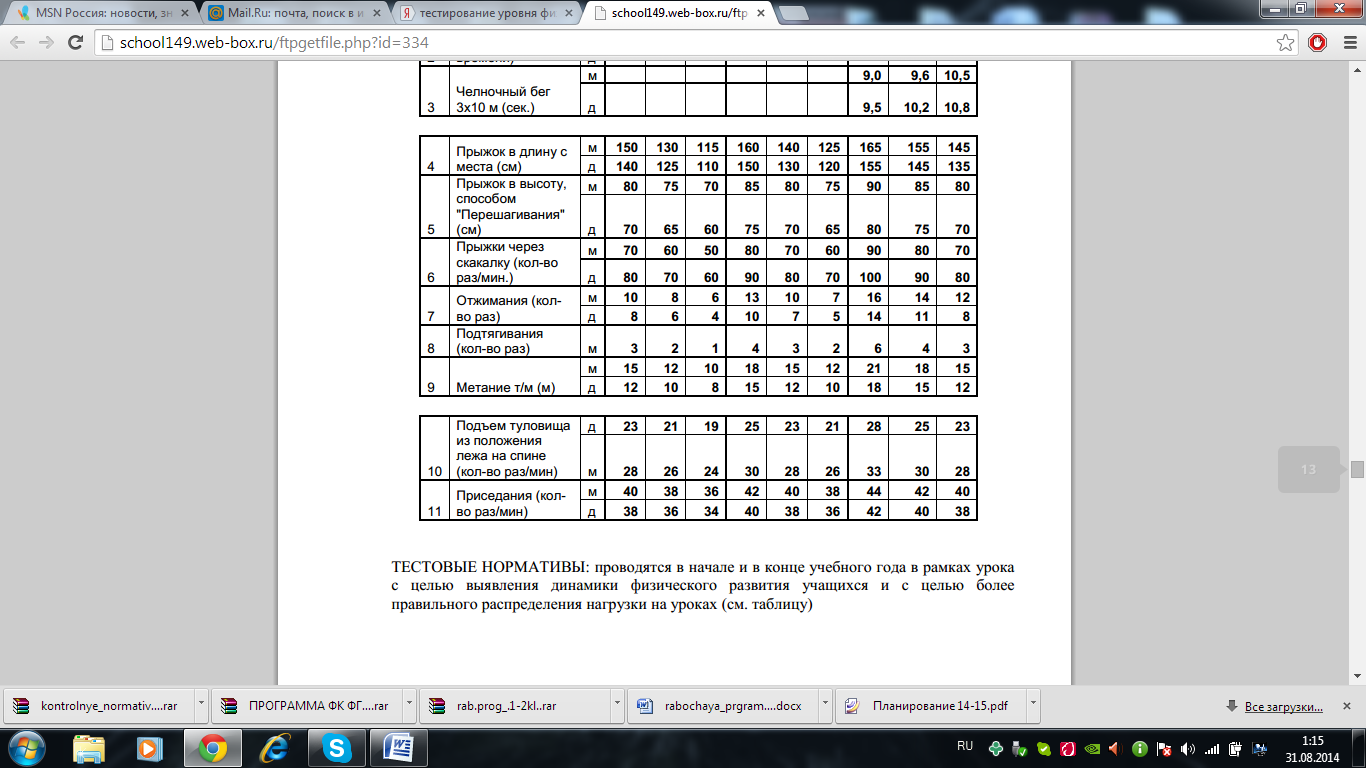 MSN Россия: новости, зн
Mail.Ru: почта, поиск в и
тестирование уровня фи
school149.web-box.ru/ftp
school149.web-box.ru/ftpgetfile.php?id=334
м 9,0 9,6 10,5
Челночный бег
3 3х10 м (сек.) д 9,5 10,2 10,8
Прыжок в длину с м 150 130 115 160 140 125 165 155 145
4 места (см) д 140 125 110 150 130 120 155 145 135
Прыжок в высоту, м 80 75 70 85 80 75 90 85 80
способом
"Перешагивания"
5 (см) д 70 65 60 75 70 65 80 75 70
Прыжки через м 70 60 50 80 70 60 90 80 70
скакалку (кол-во
6 раз/мин.) д 80 70 60 90 80 70 100 90 80
Отжимания (кол- м 10 8 6 13 10 7 16 14 12
7 во раз) д 8 6 4 10 7 5 14 11 8
Подтягивания
8 (кол-во раз) м 3 2 1 4 3 2 6 4 3
м 15 12 10 18 15 12 21 18 15
9 Метание т/м (м) д 12 10 8 15 12 10 18 15 12
Подъем туловища д 23 21 19 25 23 21 28 25 23
из положения
лежа на спине
10 (кол-во раз/мин) м 28 26 24 30 28 26 33 30 28
Приседания (кол- м 40 38 36 42 40 38 44 42 40
11 во раз/мин) д 38 36 34 40 38 36 42 40 38
13
ТЕСТОВЫЕ НОРМАТИВЫ: проводятся в начале и в конце учебного года в рамках урока
с целью выявления динамики физического развития учащихся и с целью более
правильного распределения нагрузки на уроках (см. таблицу)
kontrolnye_normativ....rar
ПРОГРАММА ФК ФГ....rar
rab.prog_.1-2kl..rar
rabochaya_prgram....docx
Планирование 14-15.pdf
Все загрузки...
RU
1:15
31.08.2014